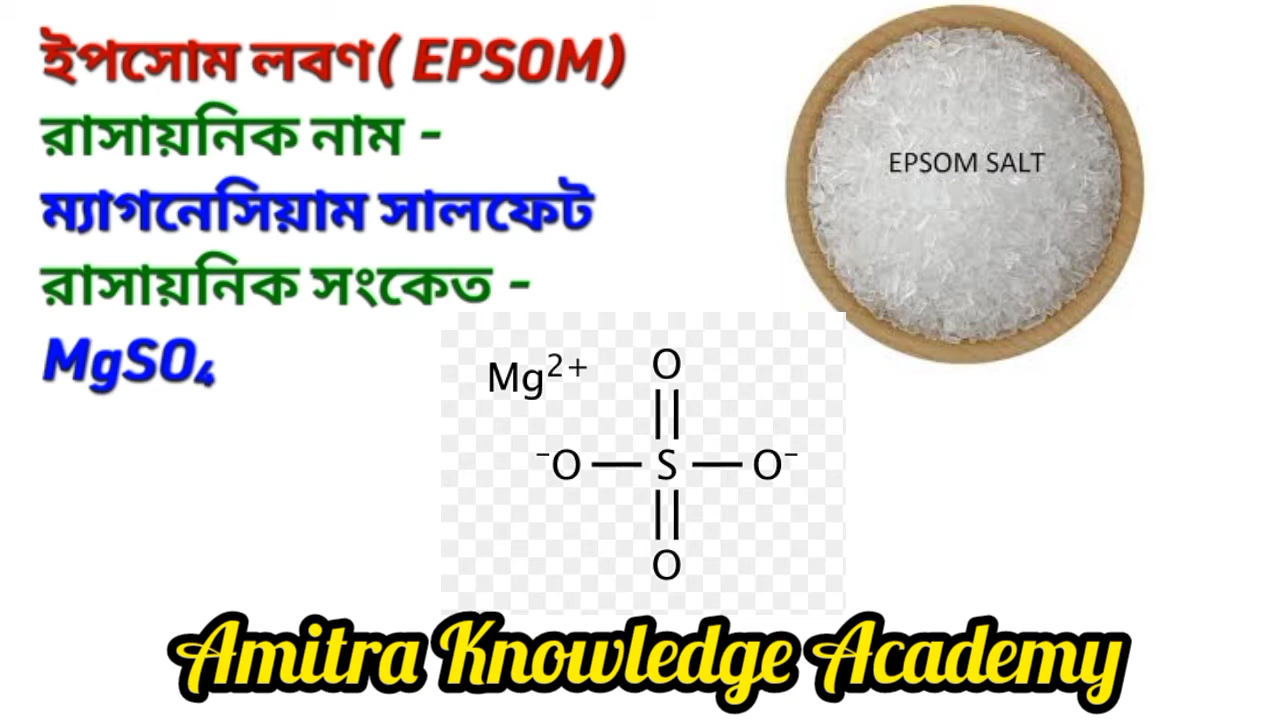 ইপসোম লবণ( EPSOM)
রাসায়নিক নাম -
ম্যাগনেসিয়াম সালফেট
রাসায়নিক সংকেত -
MgSO₄
EPSOM SALT
Mg²⁺
O
⁻O — S — O⁻
O
Amitra Knowledge Academy